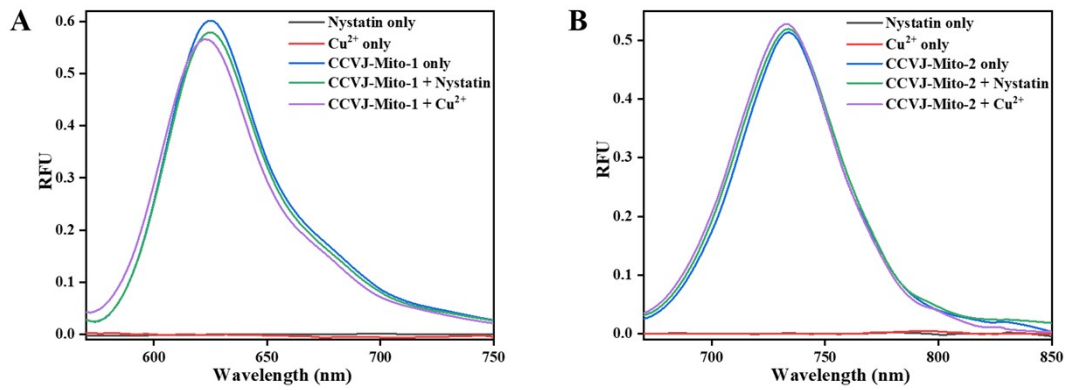 A
0.6
0.5
0.4
0.3
0.2
0.1
0.0
RFU
600
650
700
750
Wavelength (nm)
Nystatin only
Cu²⁺ only
CCVJ-Mito-1 only
CCVJ-Mito-1 + Nystatin
CCVJ-Mito-1 + Cu²⁺
B
0.5
0.4
0.3
0.2
0.1
0.0
RFU
700
750
800
850
Wavelength (nm)
Nystatin only
Cu²⁺ only
CCVJ-Mito-2 only
CCVJ-Mito-2 + Nystatin
CCVJ-Mito-2 + Cu²⁺